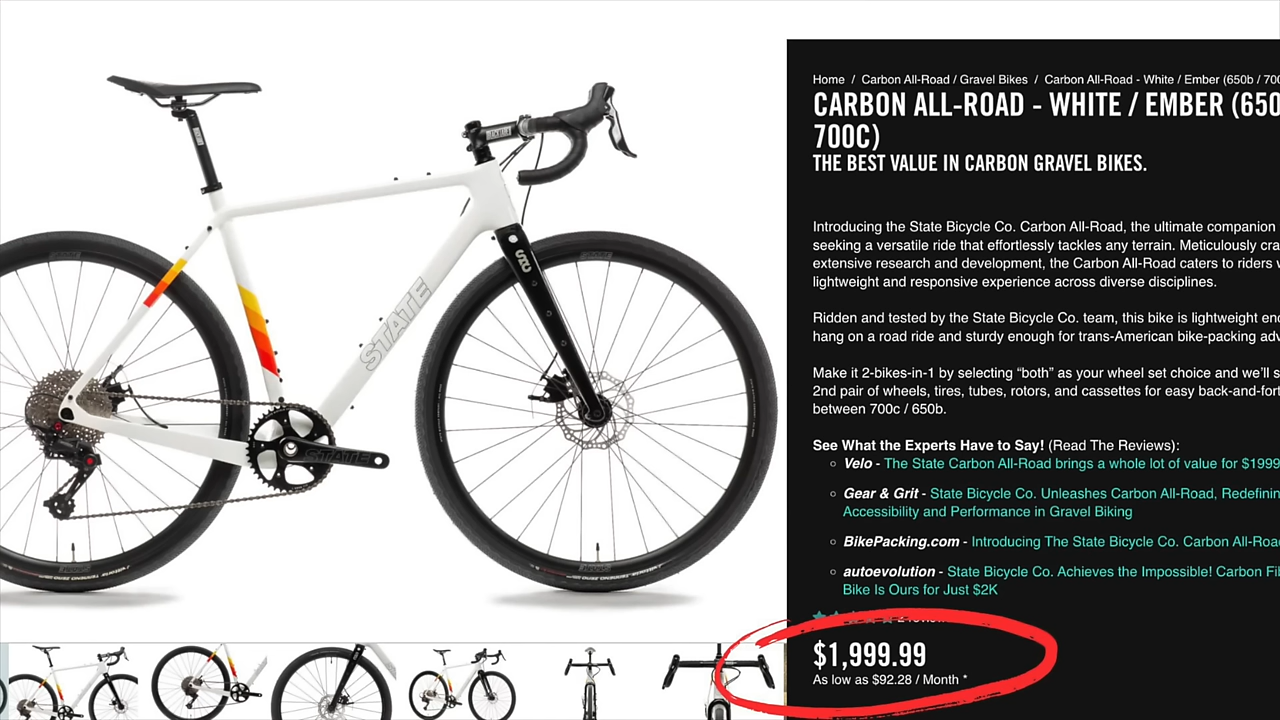 Home / Carbon All-Road / Gravel Bikes / Carbon All-Road - White / Ember (650b / 700
CARBON ALL-ROAD - WHITE / EMBER (650
700C)
THE BEST VALUE IN CARBON GRAVEL BIKES.
Introducing the State Bicycle Co. Carbon All-Road, the ultimate companion
seeking a versatile ride that effortlessly tackles any terrain. Meticulously cra
extensive research and development, the Carbon All-Road caters to riders
lightweight and responsive experience across diverse disciplines.
Ridden and tested by the State Bicycle Co. team, this bike is lightweight en
hang on a road ride and sturdy enough for trans-American bike-packing adv
Make it 2-bikes-in-1 by selecting “both” as your wheel set choice and we’ll s
2nd pair of wheels, tires, tubes, rotors, and cassettes for easy back-and-for
between 700c / 650b.
See What the Experts Have to Say! (Read The Reviews):
Velo - The State Carbon All-Road brings a whole lot of value for $1999
Gear & Grit - State Bicycle Co. Unleashes Carbon All-Road, Redefinin
Accessibility and Performance in Gravel Biking
BikePacking.com - Introducing The State Bicycle Co. Carbon All-Roa
autoevolution - State Bicycle Co. Achieves the Impossible! Carbon Fi
Bike Is Ours for Just $2K
$1,999.99
As low as $92.28 / Month *
STATE
STATE